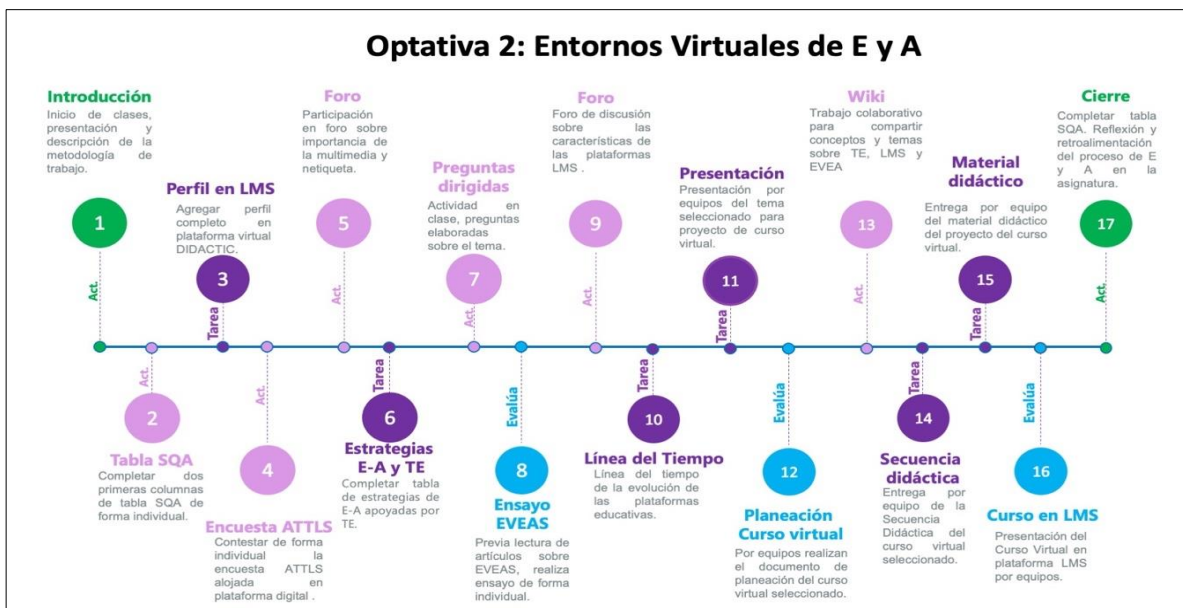 Optativa 2: Entornos Virtuales de E y A
Introducción
Inicio de clases,
presentación y
descripción de la
metodología de
trabajo.
1
Act.
Act.
2
Tabla SQA
Completar dos
primeras columnas
de tabla SQA de
forma individual.
Perfil en LMS
Agregar perfil
completo en
plataforma virtual
DIDACTIC.
3
Tarea
Act.
4
Encuesta ATTLS
Contestar de forma
individual la
encuesta ATTLS
alojada en
plataforma digital .
Foro
Participación
en foro sobre
importancia de
la multimedia y
netiqueta.
5
Act.
Tarea
6
Estrategias
E-A y TE
Completar tabla
de estrategias de
E-A apoyadas por
TE.
Preguntas
dirigidas
Actividad en
clase, preguntas
elaboradas
sobre el tema.
7
Act.
Evalúa
8
Ensayo
EVEAS
Previa lectura de
artículos sobre
EVEAS, realiza
ensayo de forma
individual.
Foro
Foro de discusión
sobre las
características de
las plataformas
LMS .
9
Act.
Tarea
10
Línea del Tiempo
Línea del tiempo
de la evolución de
las plataformas
educativas.
Presentación
Presentación por
equipos del tema
seleccionado para
proyecto de curso
virtual.
11
Tarea
Evalúa
12
Planeación
Curso virtual
Por equipos realizan
el documento de
planeación del curso
virtual seleccionado.
Wiki
Trabajo colaborativo
para compartir
conceptos y temas
sobre TE, LMS y
EVEA
13
Act.
Tarea
14
Secuencia
didáctica
Entrega por
equipo de la
Secuencia
Didáctica del
curso virtual
seleccionado.
Material
didáctico
Entrega por equipo
del material didáctico
del proyecto del curso
virtual.
15
Tarea
Evalúa
16
Curso en LMS
Presentación del
Curso Virtual en
plataforma LMS
por equipos.
Cierre
Completar tabla
SQA. Reflexión y
retroalimentación
del proceso de E
y A en la
asignatura.
17
Act.